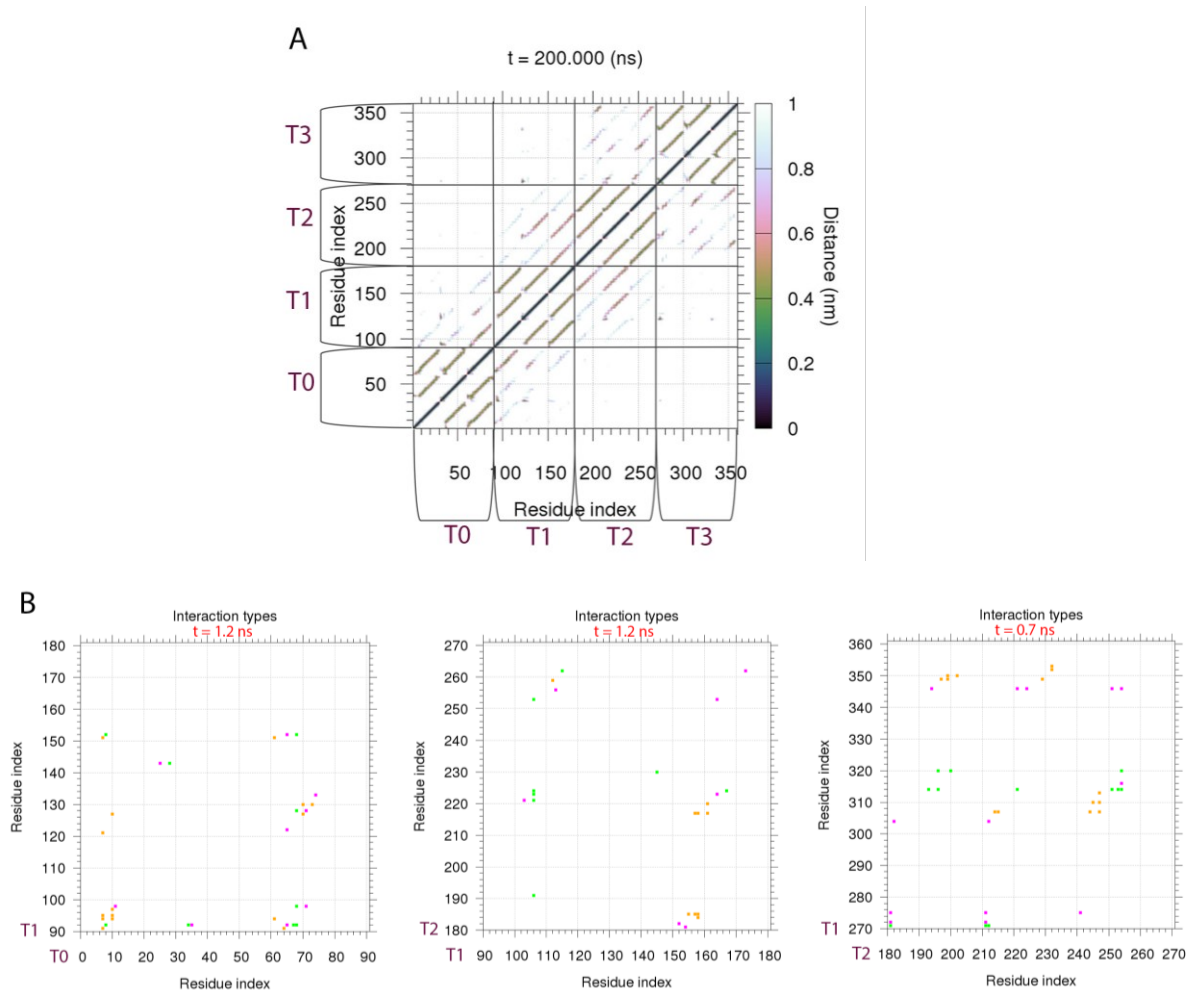 A
t = 200.000 (ns)
T3
T2
T1
T0
Residue index
350
300
250
200
150
100
50
50 100 150 200 250 300 350
Residue index
T0 T1 T2 T3
1
0.8
0.6
0.4
0.2
0
Distance (nm)
B
Interaction types
t = 1.2 ns
180
170
160
150
140
130
120
110
100
90
Residue index
T1
T0
0 10 20 30 40 50 60 70 80 90
Residue index
Interaction types
t = 1.2 ns
270
260
250
240
230
220
210
200
190
180
Residue index
T2
T1
90 100 110 120 130 140 150 160 170 180
Residue index
Interaction types
t = 0.7 ns
360
350
340
330
320
310
300
290
280
270
Residue index
T1
T2
180 190 200 210 220 230 240 250 260 270
Residue index